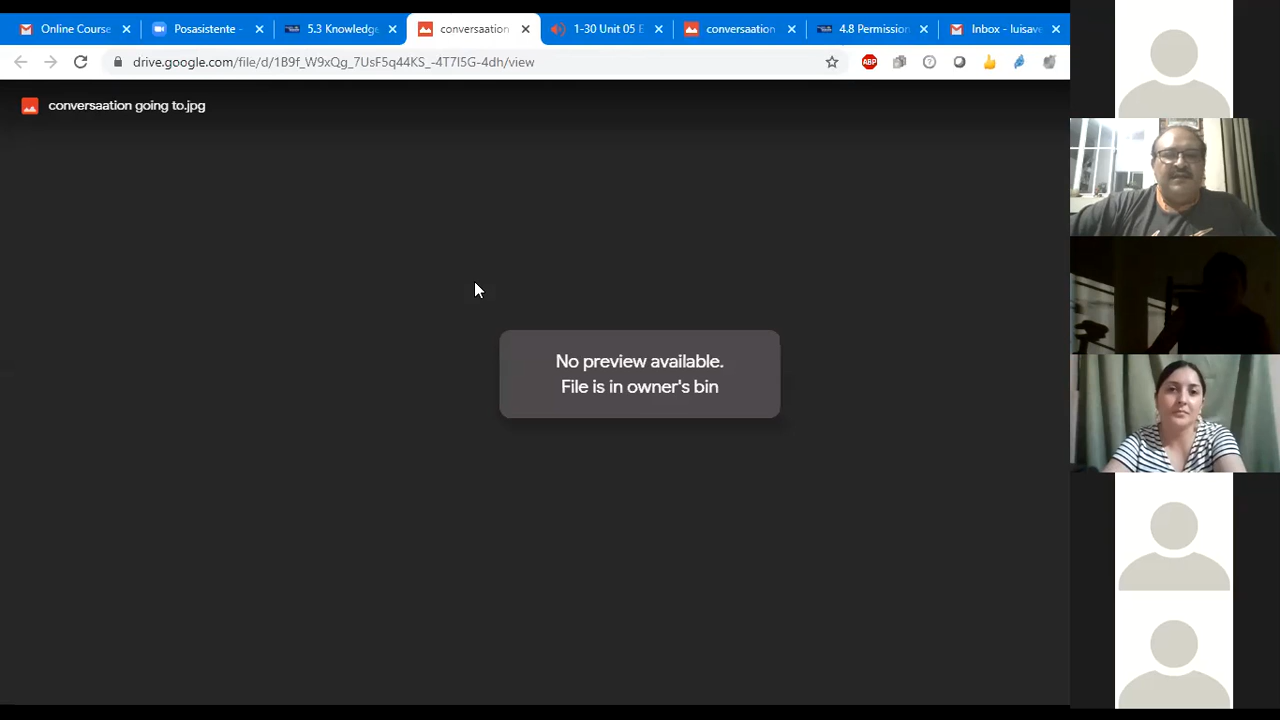 Online Course
Posasistente -
5.3 Knowledge
conversaation
1-30 Unit 05 E
conversaation
4.8 Permission
Inbox - luisave
drive.google.com/file/d/1B9f_W9xQg_7UsF5q44KS_-4T7I5G-4dh/view
ABP
conversaation going to.jpg
No preview available.
File is in owner's bin